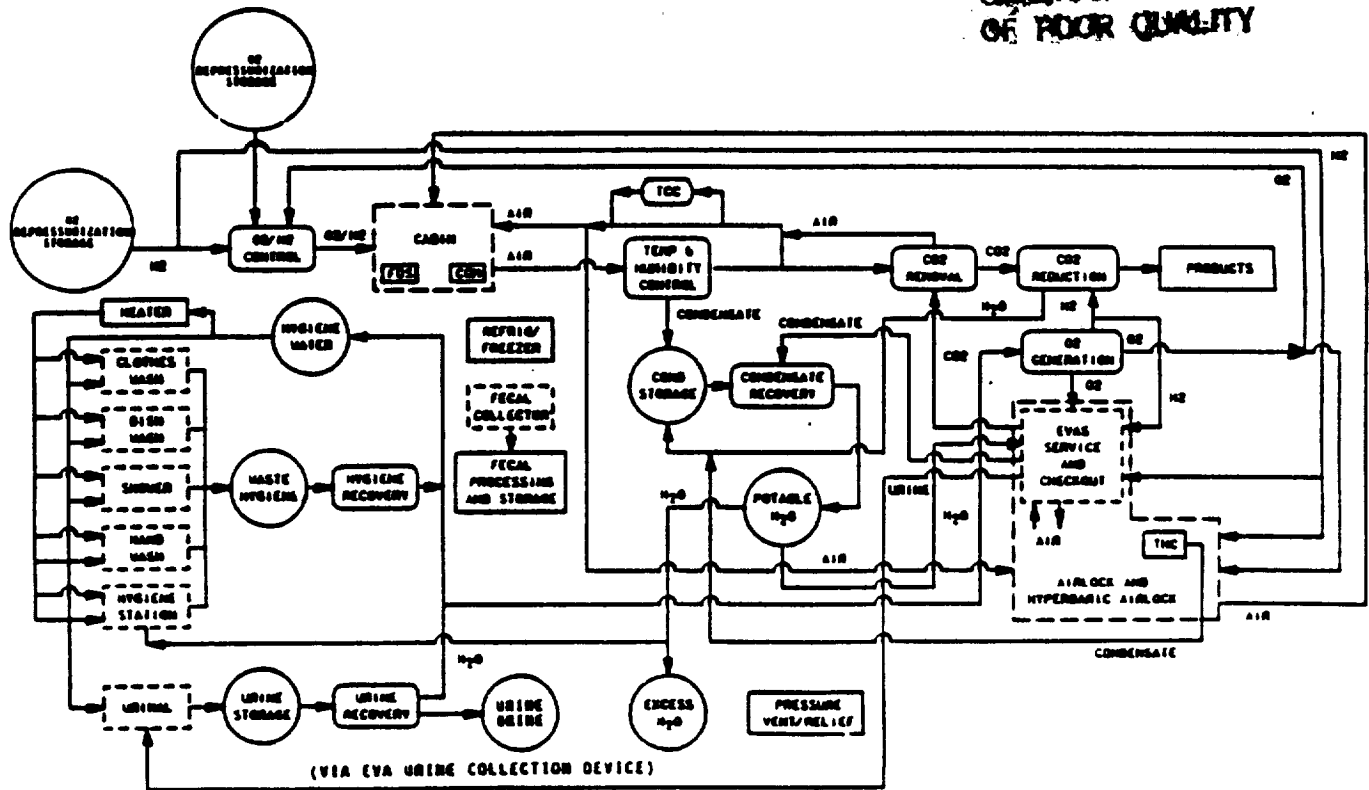 OF POOR QUALITY
O2
REPRESSURIZATION
STORAGE
N2
REPRESSURIZATION
STORAGE
N2
O2/N2
CONTROL
O2/N2
CABIN
FDS
AIR
AIR
TCC
TEMP &
HUMIDITY
CONTROL
AIR
CO2
REMOVAL
CO2
CO2
REDUCTION
PRODUCTS
N2
O2
HEATER
HYGIENE
WATER
REFRIG/
FREEZER
CONDENSATE
CONDENSATE
H2O
H2
O2
GENERATION
O2
O2
CO2
N2
CLOTHES
WASH
DISH
WASH
SHOWER
HAND
WASH
HYGIENE
STATION
WASTE
HYGIENE
HYGIENE
RECOVERY
FECAL
COLLECTOR
FECAL
PROCESSING
AND STORAGE
COND
STORAGE
CONDENSATE
RECOVERY
EVAS
SERVICE
AND
CHECKOUT
AIR
URINE
H2O
H2O
POTABLE
H2O
AIR
AIRLOCK AND
HYPERBARIC AIRLOCK
AIR
CONDENSATE
H2O
URINAL
URINE
STORAGE
URINE
RECOVERY
URINE
BRINE
EXCESS
H2O
PRESSURE
VENT/RELIEF
(VIA EVA URINE COLLECTION DEVICE)